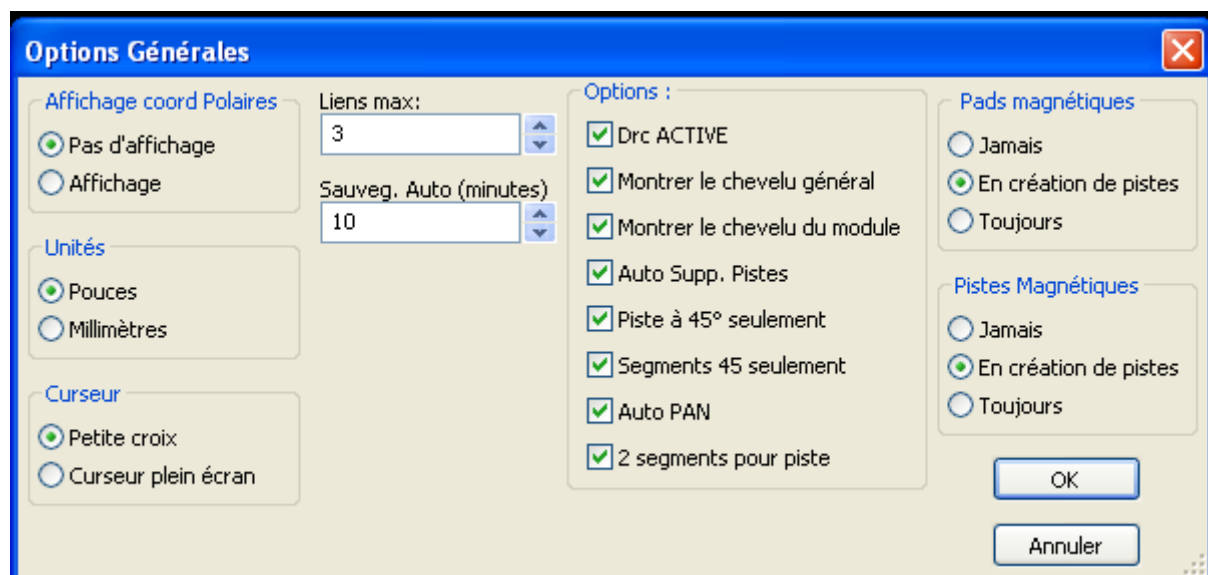 Options Générales
Affichage coord Polaires
Pas d'affichage
Affichage
Unités
Pouces
Millimètres
Curseur
Petite croix
Curseur plein écran
Liens max:
3
Sauveg. Auto (minutes)
10
Options :
Drc ACTIVE
Montrer le chevelu général
Montrer le chevelu du module
Auto Supp. Pistes
Piste à 45° seulement
Segments 45 seulement
Auto PAN
2 segments pour piste
Pads magnétiques
Jamais
En création de pistes
Toujours
Pistes Magnétiques
Jamais
En création de pistes
Toujours
OK
Annuler